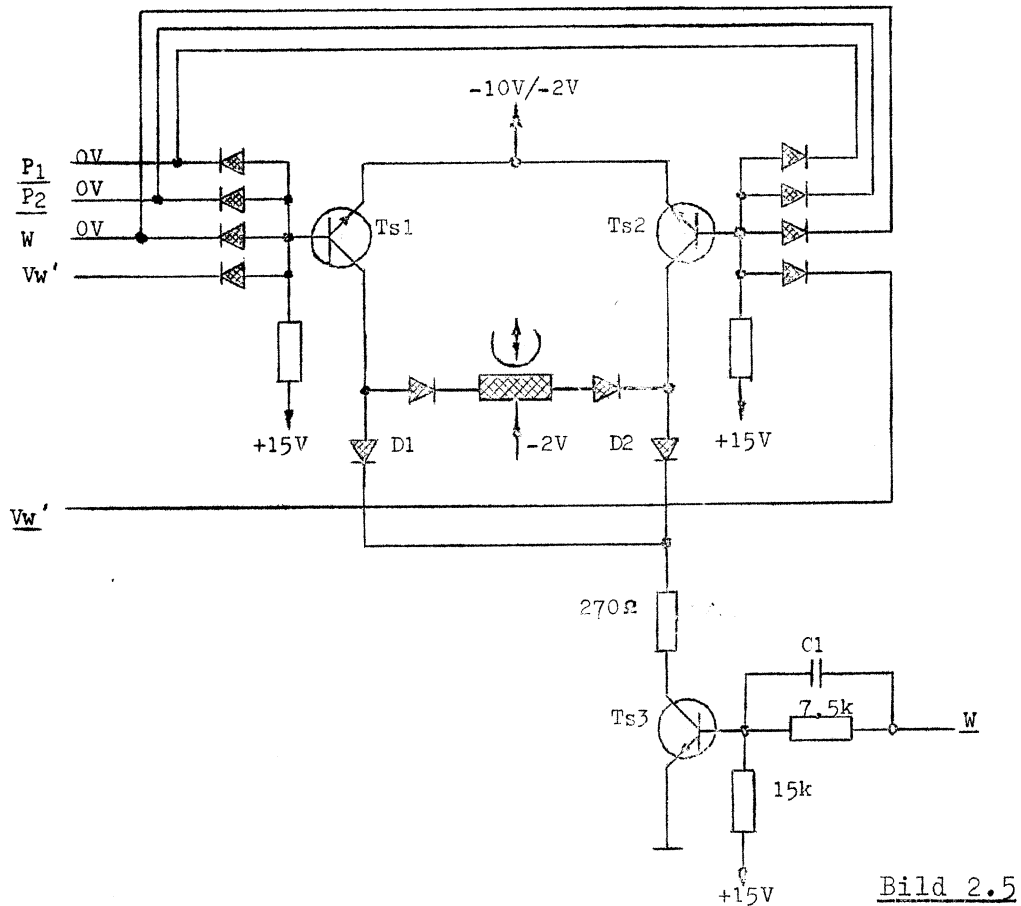 -10V/-2V
P1 0V
P2 0V
W 0V
Vw'
Ts1
Ts2
+15V
D1
-2V
D2
+15V
Vw'
270Ω
C1
Ts3
7,5k
W
15k
+15V
Bild 2.5